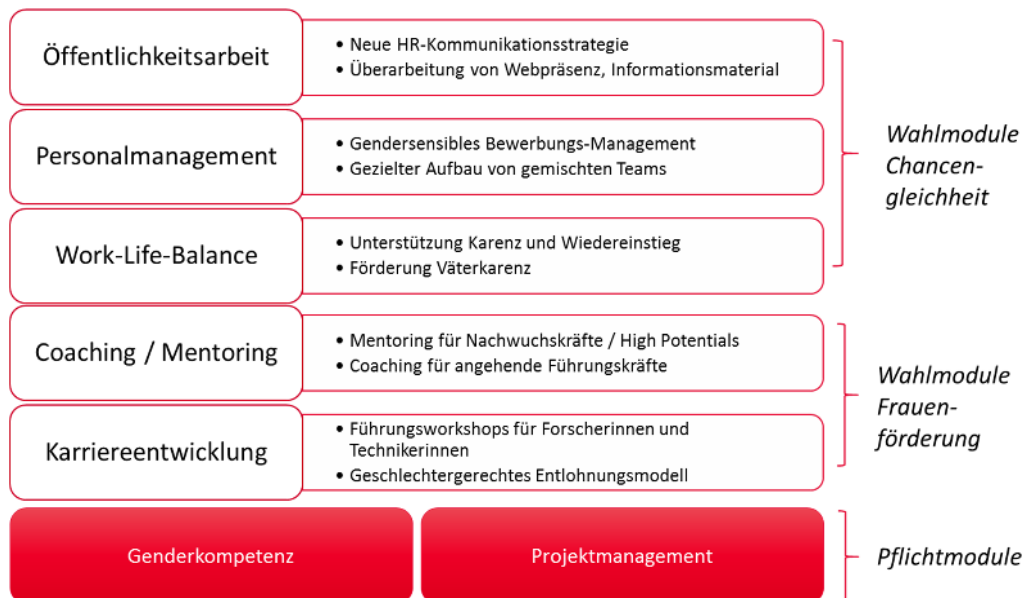 Öffentlichkeitsarbeit
• Neue HR-Kommunikationsstrategie
• Überarbeitung von Webpräsenz, Informationsmaterial
Personalmanagement
• Gendersensibles Bewerbungs-Management
• Gezielter Aufbau von gemischten Teams
Work-Life-Balance
• Unterstützung Karenz und Wiedereinstieg
• Förderung Väterkarenz
Wahlmodule
Chancen-
gleichheit
Coaching / Mentoring
• Mentoring für Nachwuchskräfte / High Potentials
• Coaching für angehende Führungskräfte
Karriereentwicklung
• Führungsworkshops für Forscherinnen und
Technikerinnen
• Geschlechtergerechtes Entlohnungsmodell
Wahlmodule
Frauen-
förderung
Genderkompetenz
Projektmanagement
Pflichtmodule